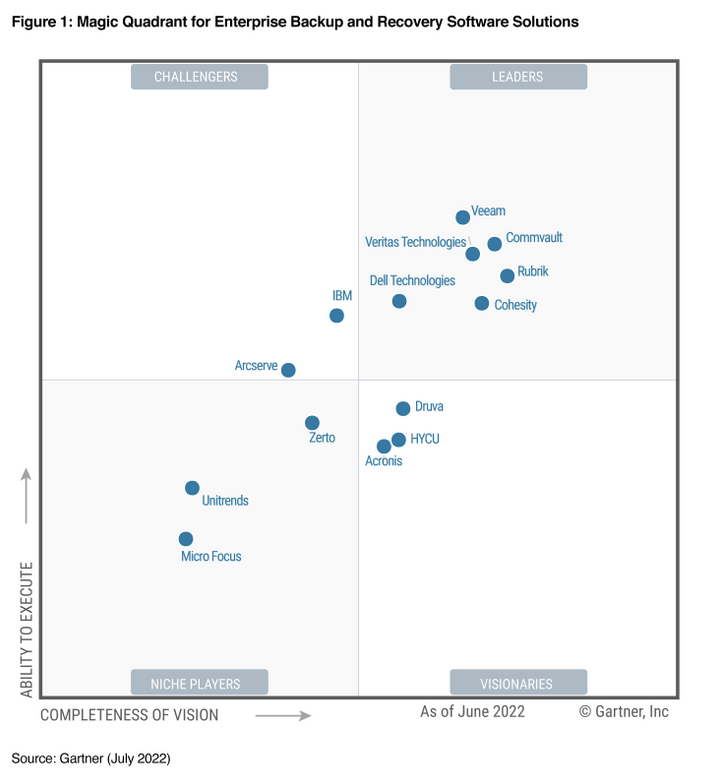 Figure 1: Magic Quadrant for Enterprise Backup and Recovery Software Solutions
CHALLENGERS
LEADERS
Veeam
Veritas Technologies
Commvault
Rubrik
Dell Technologies
Cohesity
IBM
Arcserve
Druva
Zerto
HYCU
Acronis
Unitrends
Micro Focus
ABILITY TO EXECUTE
NICHE PLAYERS
VISIONARIES
COMPLETENESS OF VISION
As of June 2022
© Gartner, Inc
Source: Gartner (July 2022)